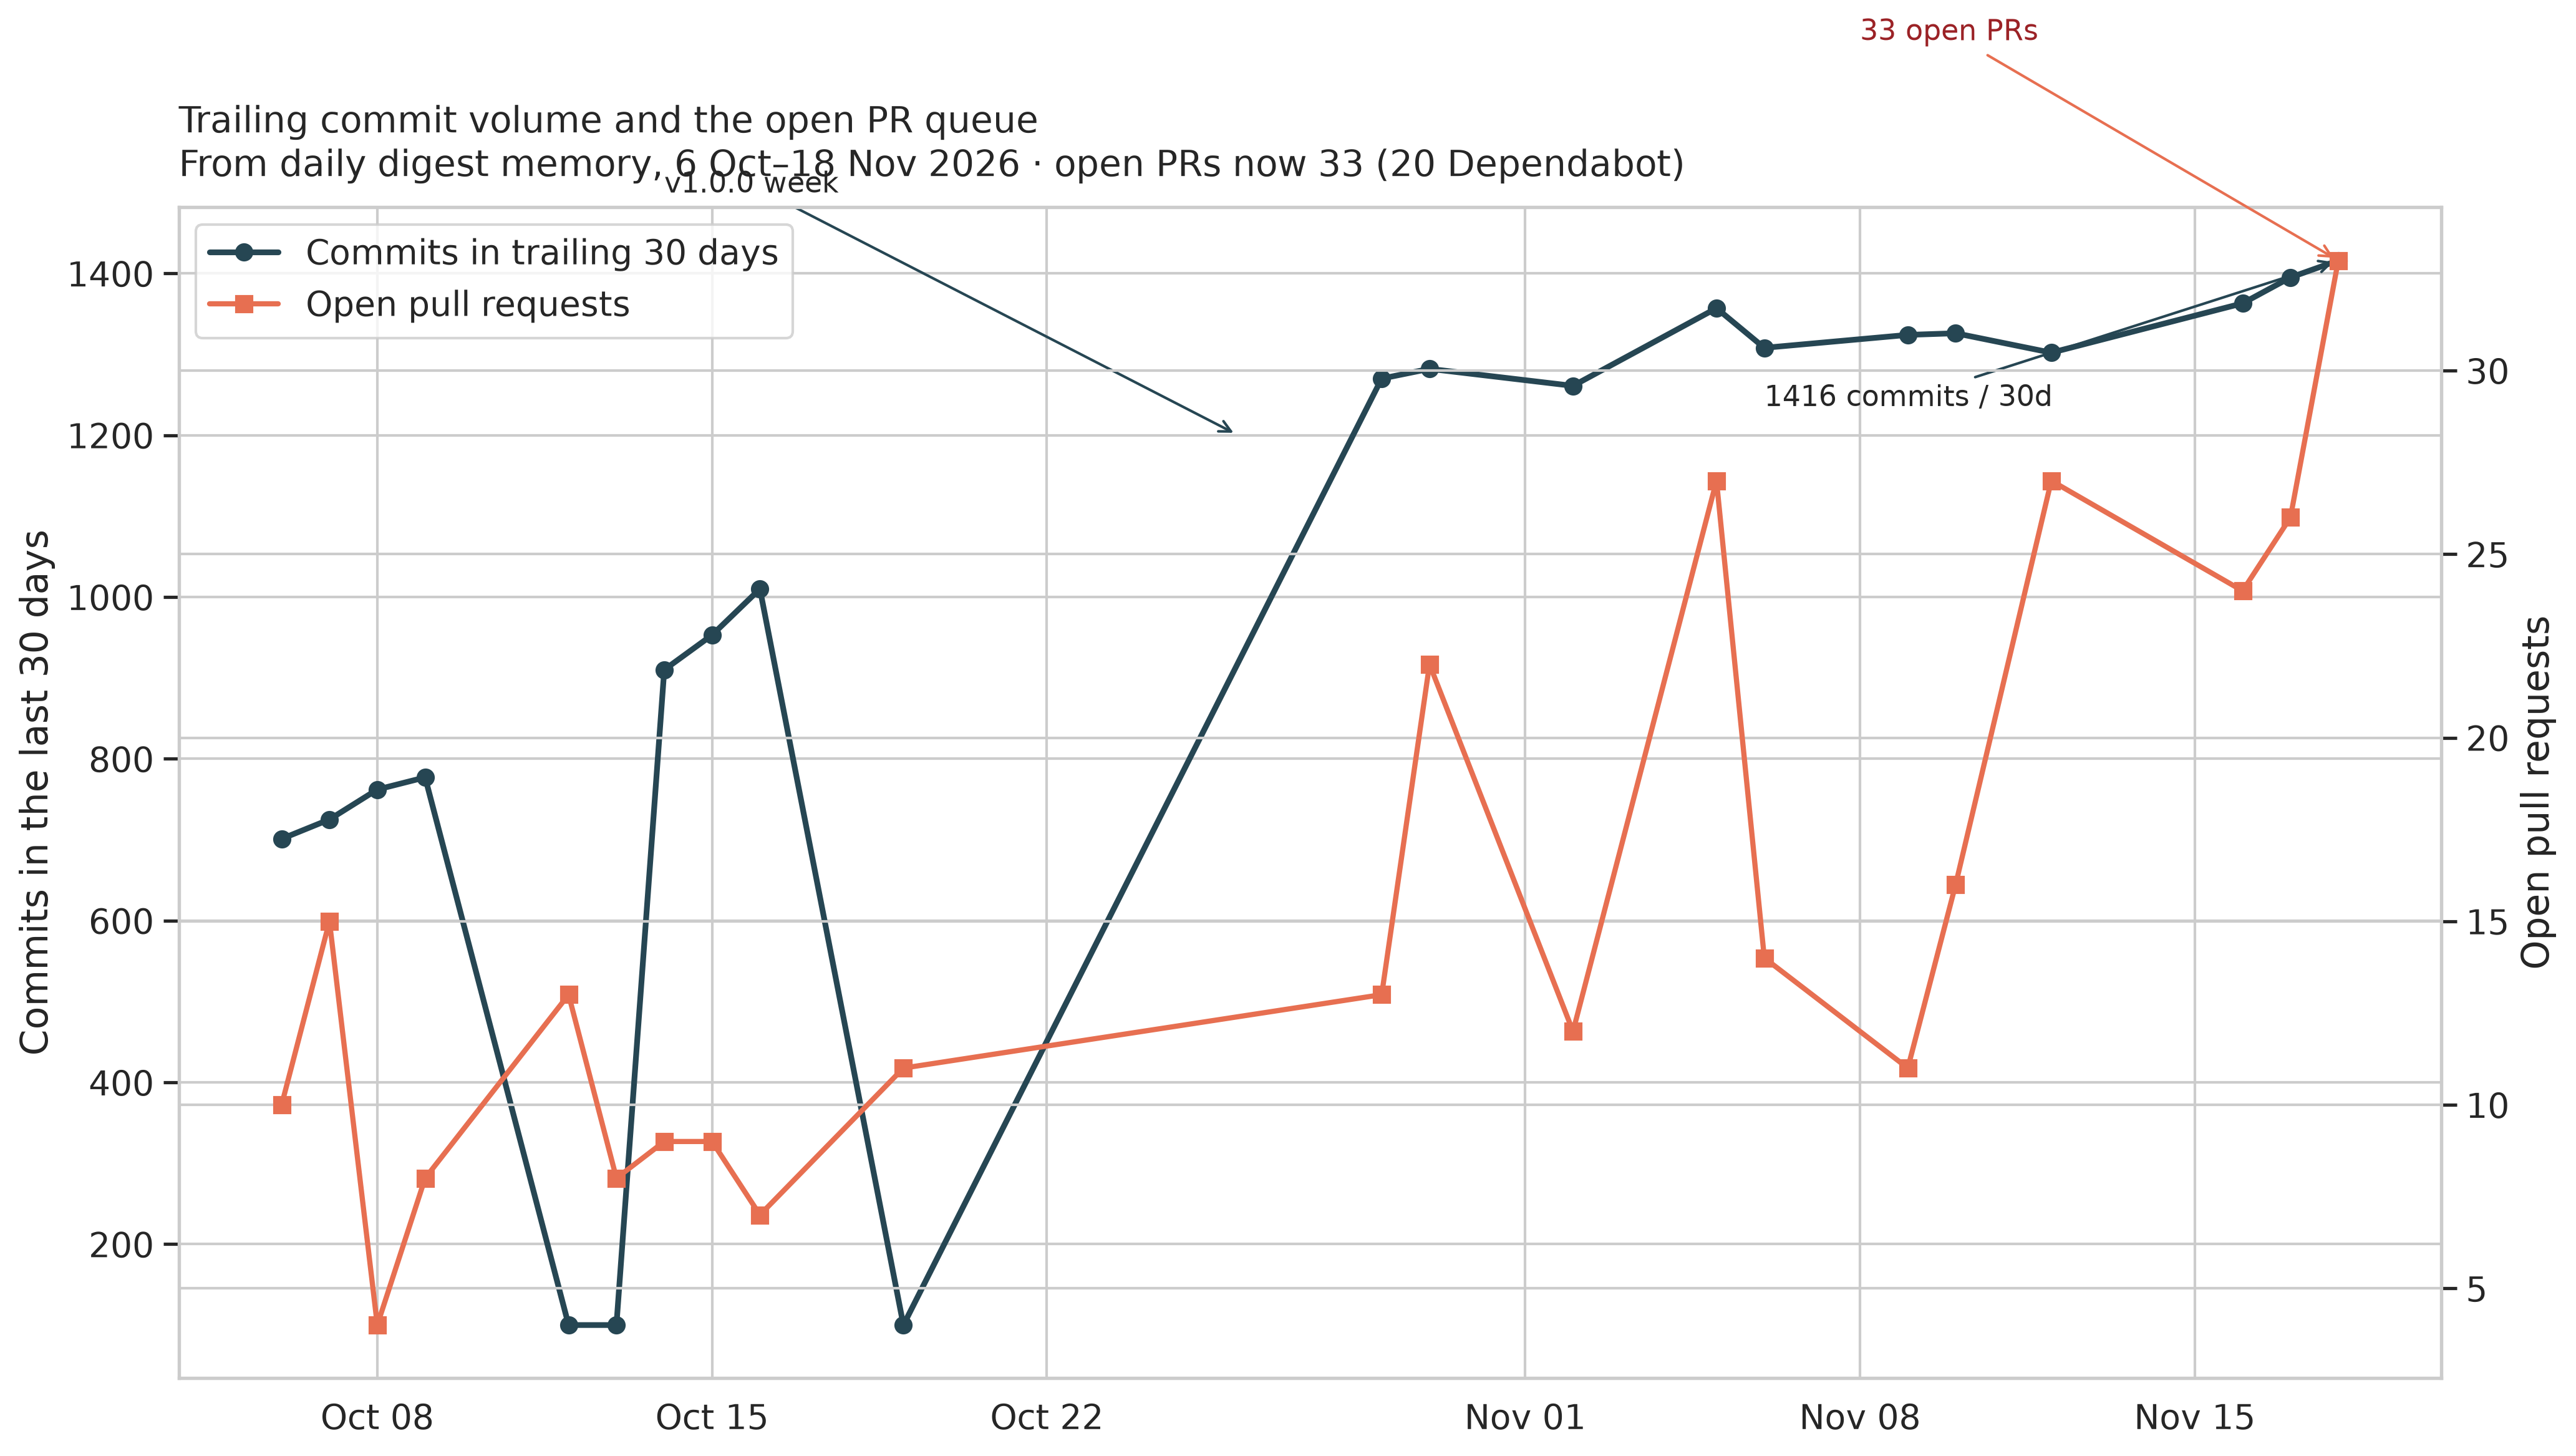 33 open PRs
Trailing commit volume and the open PR queue
From daily digest memory, 6 Oct–18 Nov 2026 · open PRs now 33 (20 Dependabot)
v1.0.0 week
Commits in trailing 30 days
Open pull requests
1416 commits / 30d
Commits in the last 30 days
1400
1200
1000
800
600
400
200
30
25
20
15
10
5
Open pull requests
Oct 08
Oct 15
Oct 22
Nov 01
Nov 08
Nov 15